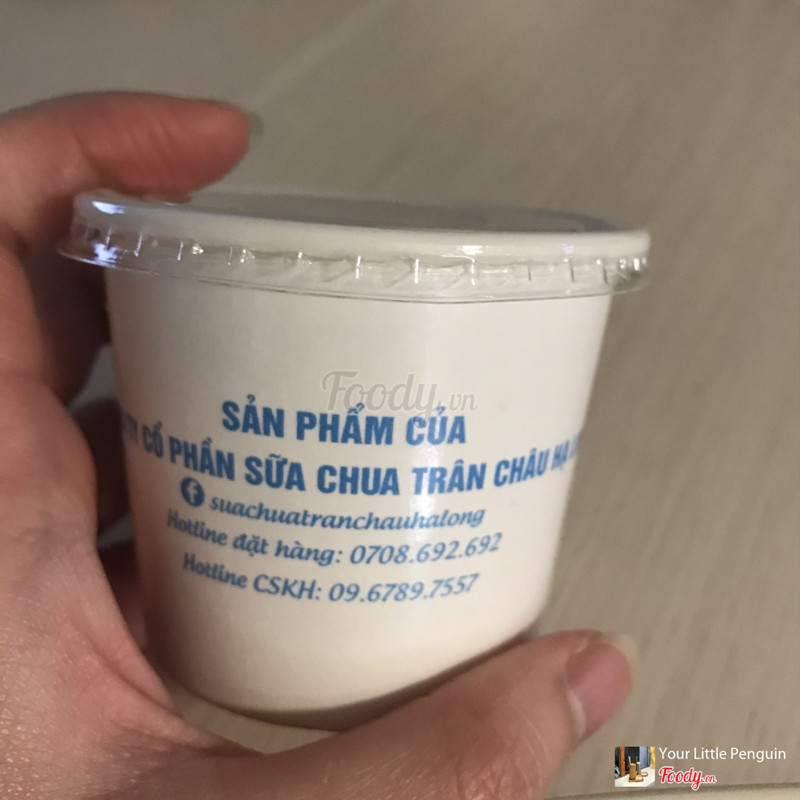 Foody.vn
SẢN PHẨM CỦA
CỔ PHẦN SỮA CHUA TRÂN CHÂU HẠ
suachuatranchauhalong
Hotline đặt hàng: 0708.692.692
Hotline CSKH: 09.6789.7557
Your Little Penguin
Foody.vn